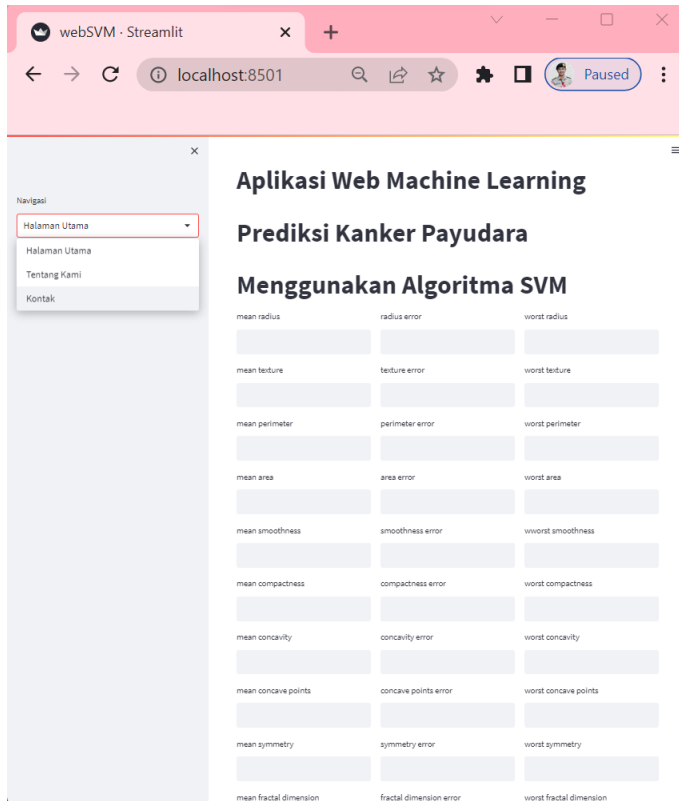 webSVM · Streamlit
localhost:8501
Paused
Navigasi
Halaman Utama
Halaman Utama
Tentang Kami
Kontak
Aplikasi Web Machine Learning
Prediksi Kanker Payudara
Menggunakan Algoritma SVM
mean radius radius error worst radius
mean texture texture error worst texture
mean perimeter perimeter error worst perimeter
mean area area error worst area
mean smoothness smoothness error wworst smoothness
mean compactness compactness error worst compactness
mean concavity concavity error worst concavity
mean concave points concave points error worst concave points
mean symmetry symmetry error worst symmetry
mean fractal dimension fractal dimension error worst fractal dimension